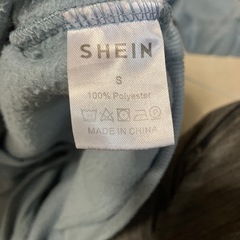 SHEIN
S
100% Polyester
MADE IN CHINA